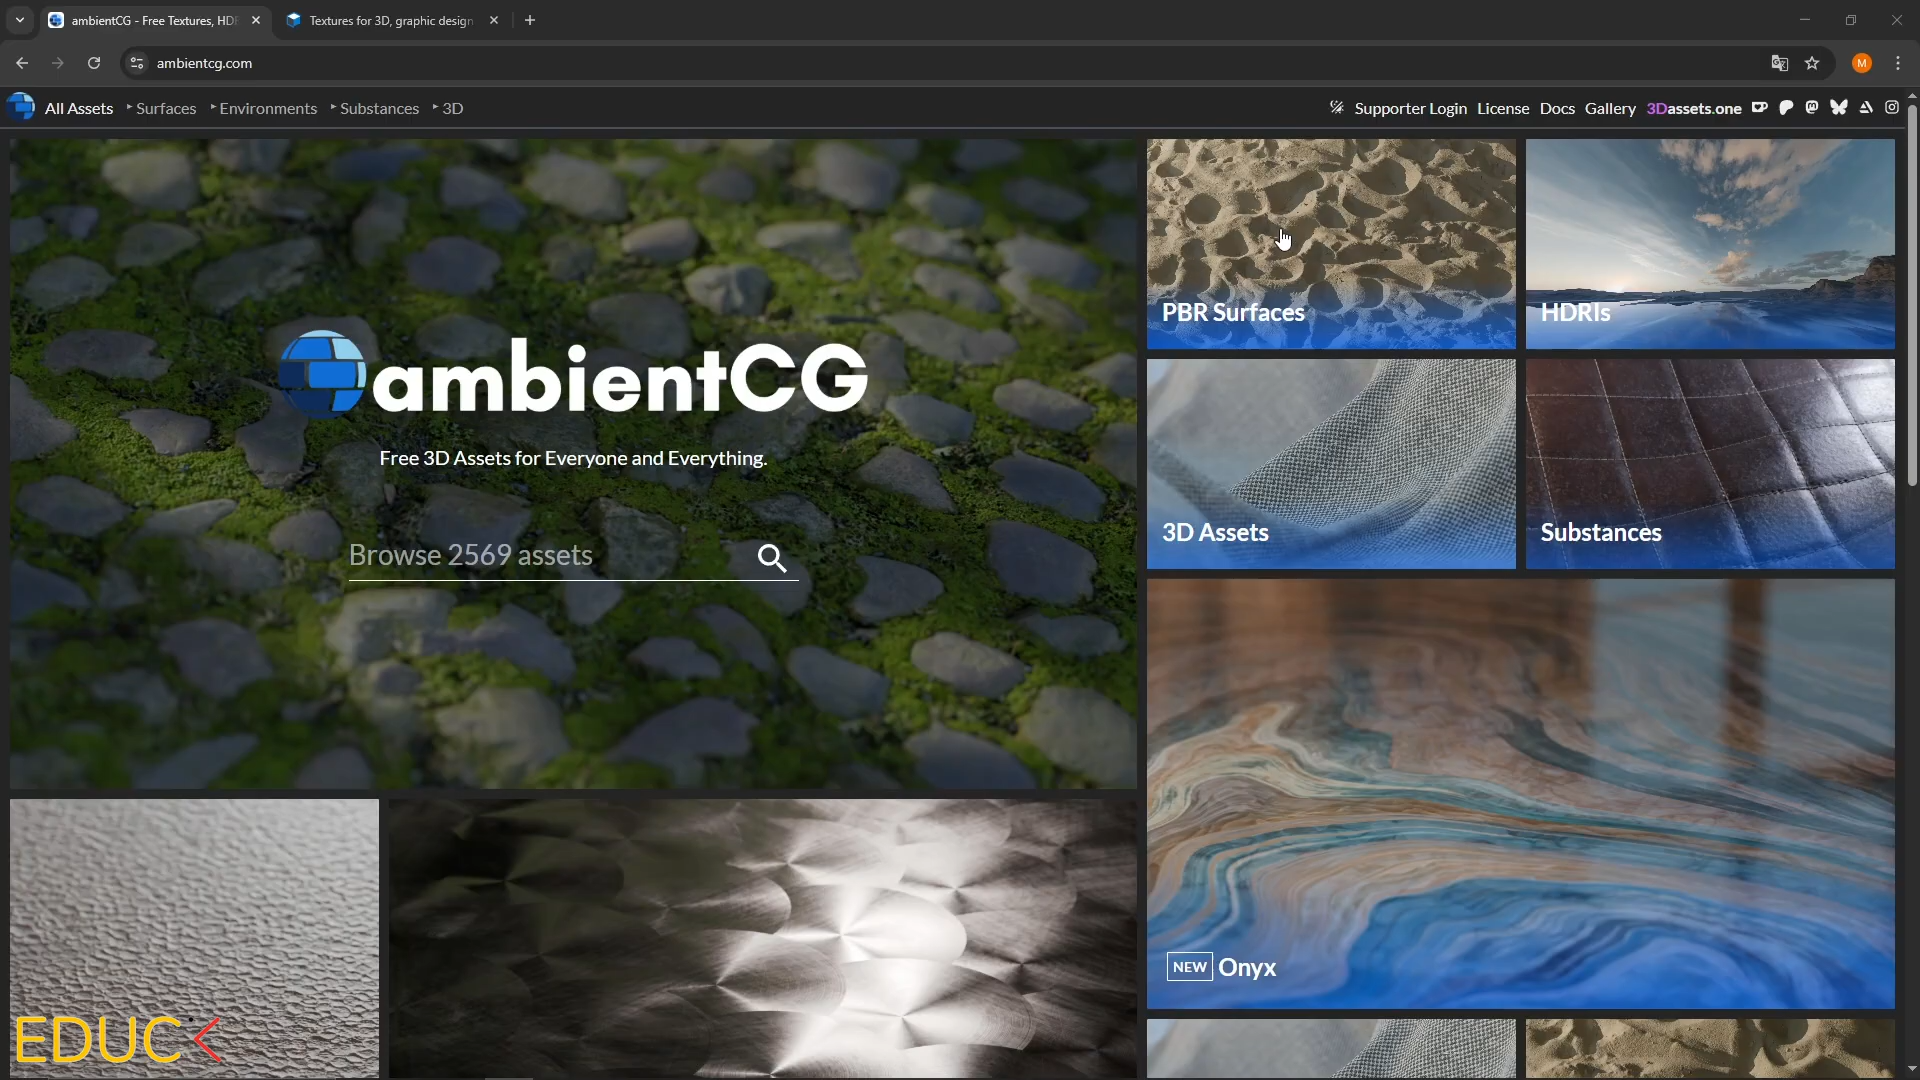 ambientCG - Free Textures, HDR
Textures for 3D, graphic design
ambientcg.com
M
All Assets Surfaces Environments Substances 3D
Supporter Login License Docs Gallery 3Dassets.one
ambientCG
Free 3D Assets for Everyone and Everything.
Browse 2569 assets
PBR Surfaces
HDRIs
3D Assets
Substances
NEW Onyx
EDUC